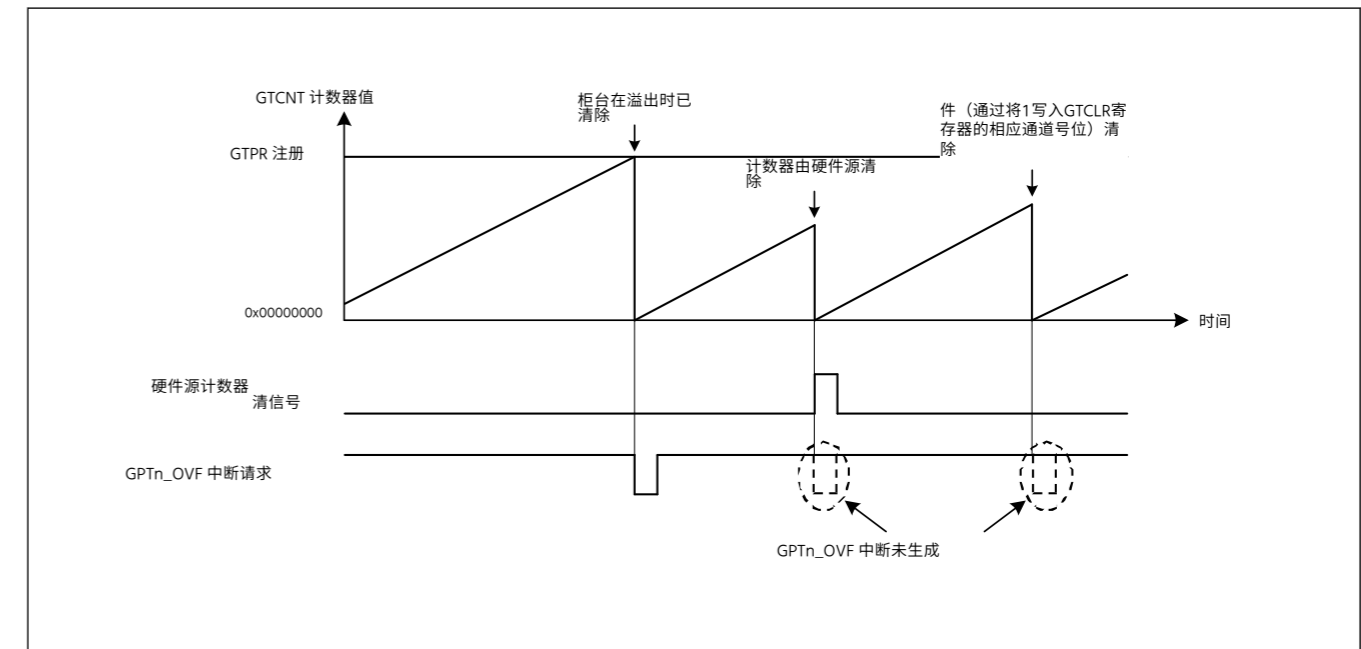 GTCNT 计数器值
柜台在溢出时已
清除
件（通过将1写入GTCLR寄
存器的相应通道号位）清
除
GTPR 注册
计数器由硬件源清
除
0x00000000
时间
硬件源计数器
清信号
GPTn_OVF 中断请求
GPTn_OVF 中断未生成